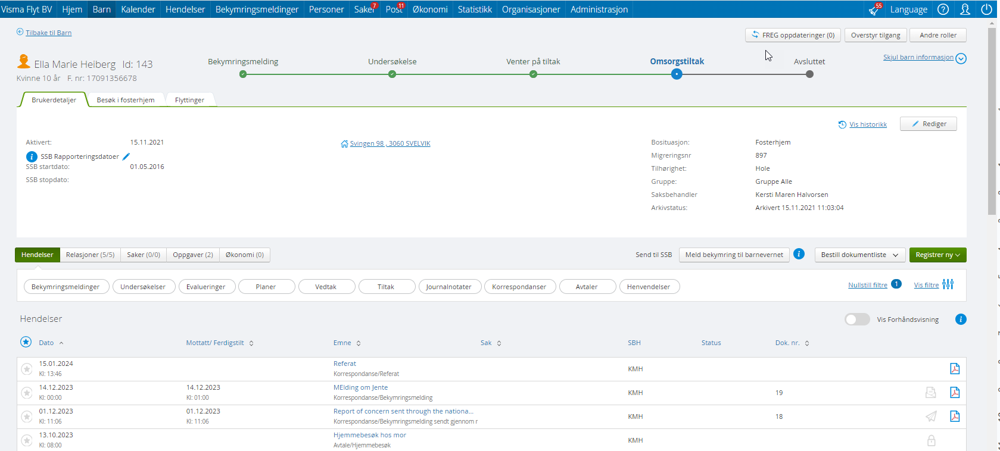 Visma Flyt BV Hjem Barn Kalender Hendelser Bekymringsmeldinger Personer Saker 7 Post 11 Økonomi Statistikk Organisasjoner Administrasjon 55 Language
Tilbake til Barn
FREG oppdateringer (0) Overstyr tilgang Andre roller
Ella Marie Heiberg Id: 143
Kvinne 10 år F. nr: 17091356678
Bekymringsmelding Undersøkelse Venter på tiltak Omsorgstiltak Avsluttet
Skjul barn informasjon
Brukerdetaljer Besøk i fosterhjem Flyttinger
Vis historikk Rediger
Aktivert: 15.11.2021
SSB Rapporteringsdatoer
SSB startdato: 01.05.2016
SSB stopdato:
Svingen 98 , 3060 SVELVIK
Bosituasjon: Fosterhjem
Migreringsnr 897
Tilhørighet: Hole
Gruppe: Gruppe Alle
Saksbehandler Kersti Maren Halvorsen
Arkivstatus: Arkivert 15.11.2021 11:03:04
Hendelser Relasjoner (5/5) Saker (0/0) Oppgaver (2) Økonomi (0)
Send til SSB Meld bekymring til barnevernet Bestill dokumentliste Registrer ny
Bekymringsmeldinger Undersøkelser Evalueringer Planer Vedtak Tiltak Journalnotater Korrespondanser Avtaler Henvendelser
Nullstill filtre 1 Vis filtre
Hendelser
Vis Forhåndsvisning
Dato Mottatt/ Ferdigstilt Emne Sak SBH Status Dok. nr.
15.01.2024 Referat
Kl: 13:46 Korrespondanse/Referat KMH
14.12.2023 14.12.2023 MElding om Jente
Kl: 00:00 Kl: 01:00 Korrespondanse/Bekymringsmelding KMH 19
01.12.2023 01.12.2023 Report of concern sent through the nationa...
Kl: 11:06 Kl: 11:06 Korrespondanse/Bekymringsmelding sendt gjennom r KMH 18
13.10.2023 Hjemmebesøk hos mor
Kl: 08:00 Avtale/Hjemmebesøk KMH